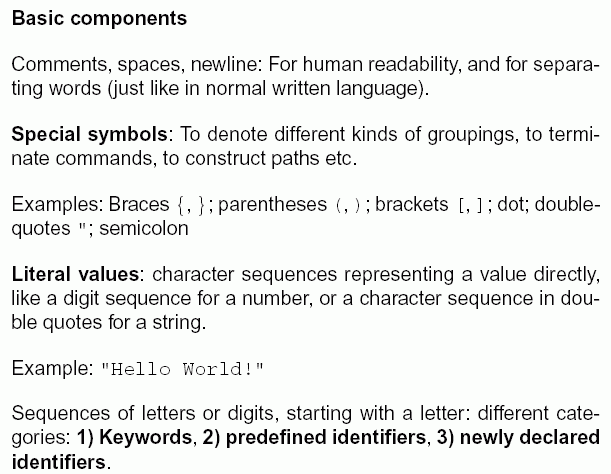 Basic components
Comments, spaces, newline: For human readability, and for separa-
ting words (just like in normal written language).
Special symbols: To denote different kinds of groupings, to termi-
nate commands, to construct paths etc.
Examples: Braces {, }; parentheses (, ); brackets [, ]; dot; double-
quotes "; semicolon
Literal values: character sequences representing a value directly,
like a digit sequence for a number, or a character sequence in dou-
ble quotes for a string.
Example: "Hello World!"
Sequences of letters or digits, starting with a letter: different cate-
gories: 1) Keywords, 2) predefined identifiers, 3) newly declared
identifiers.